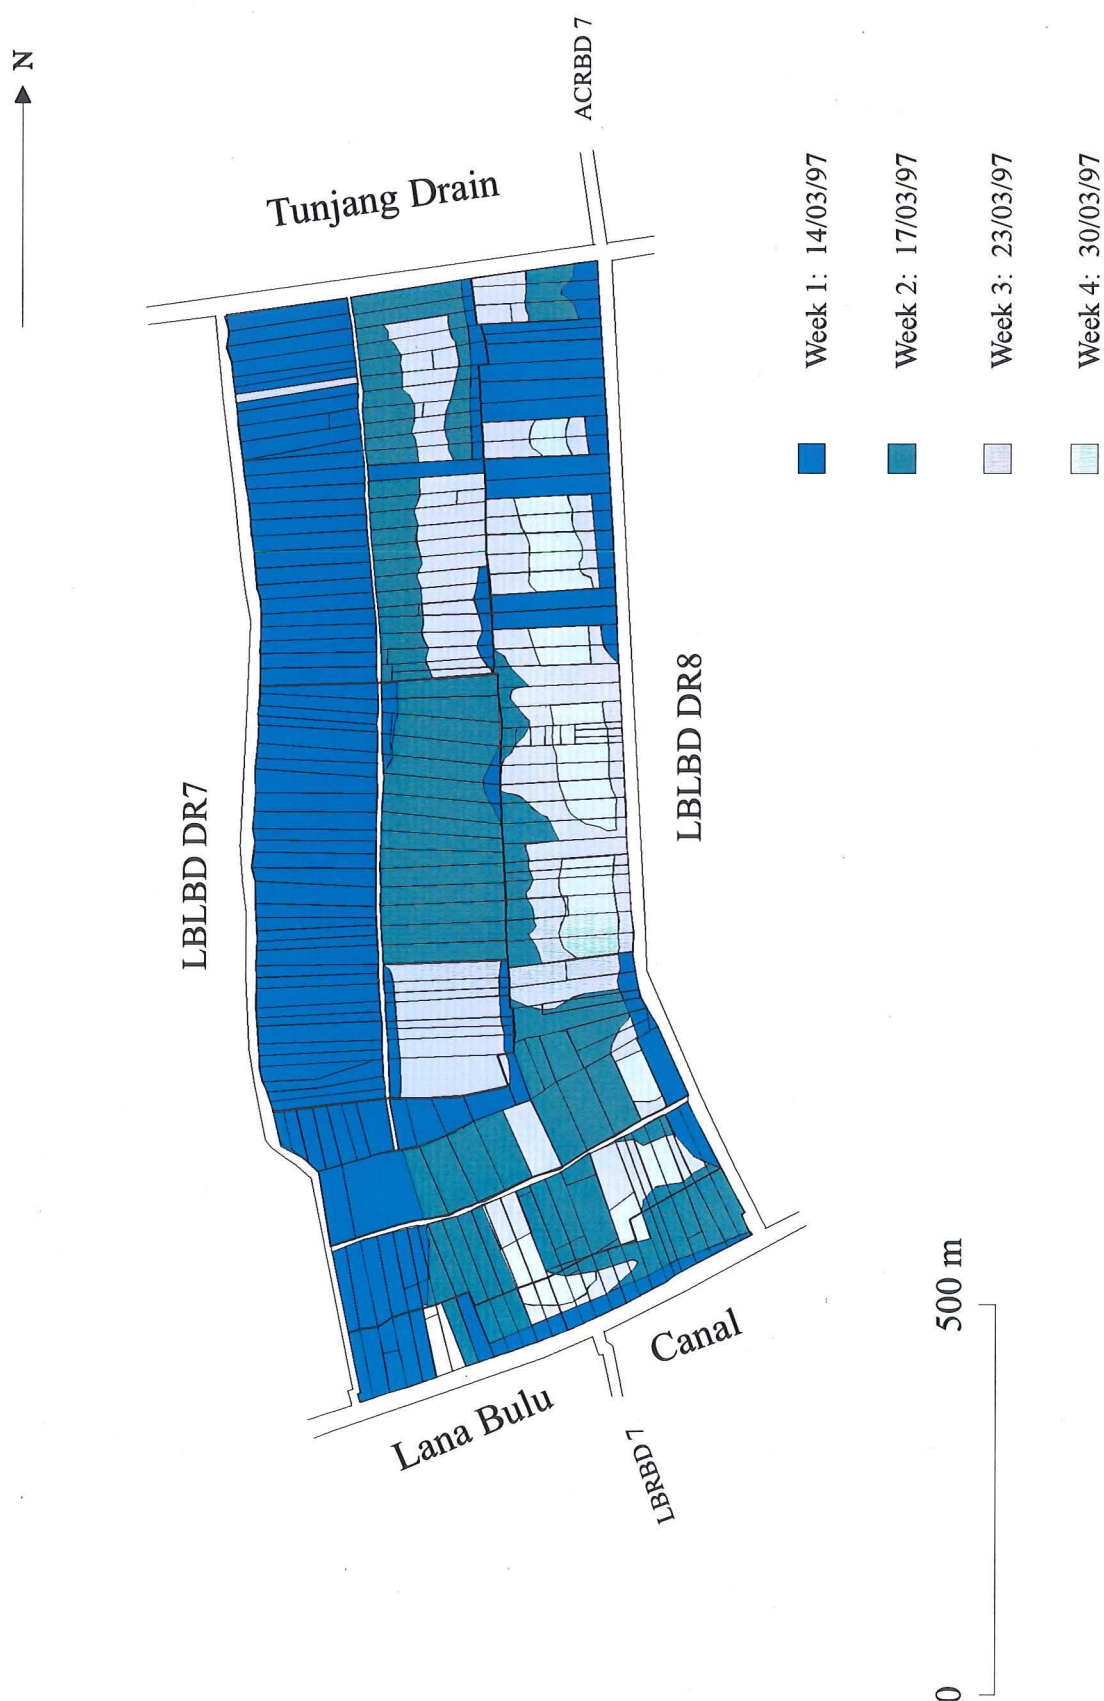 N
ACRBD 7
Tunjang Drain
LBLBD DR7
LBLBD DR8
Lana Bulu
Canal
LBRBD 7
Week 1: 14/03/97
Week 2: 17/03/97
Week 3: 23/03/97
Week 4: 30/03/97
0
500 m